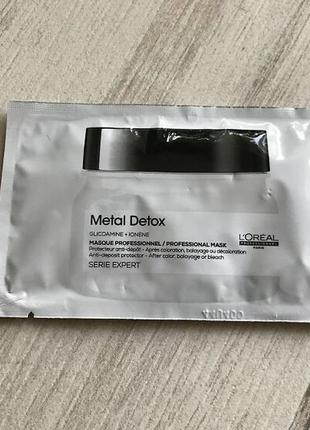 Metal Detox
GLICOAMINE + IONÈNE
MASQUE PROFESSIONNEL / PROFESSIONAL MASK
Protecteur anti-dépôt - Après coloration, balayage ou décoloration
Anti-deposit protector - After color, balayage or bleach
SERIE EXPERT
L'ORÉAL
PROFESSIONNEL
PARIS